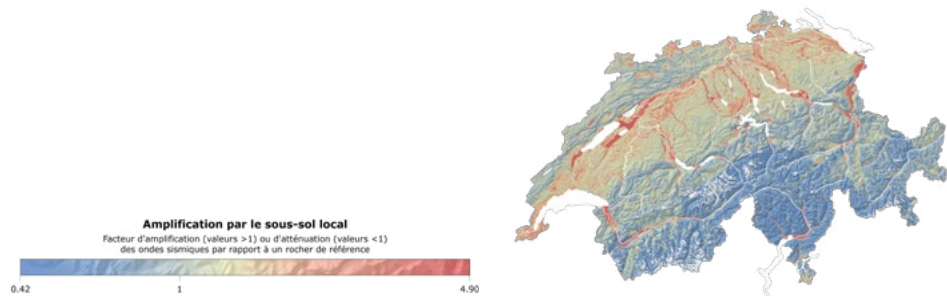 Amplification par le sous-sol local
Facteur d'amplification (valeurs >1) ou d'atténuation (valeurs <1)
des ondes sismiques par rapport à un rocher de référence
0.42 1 4.90